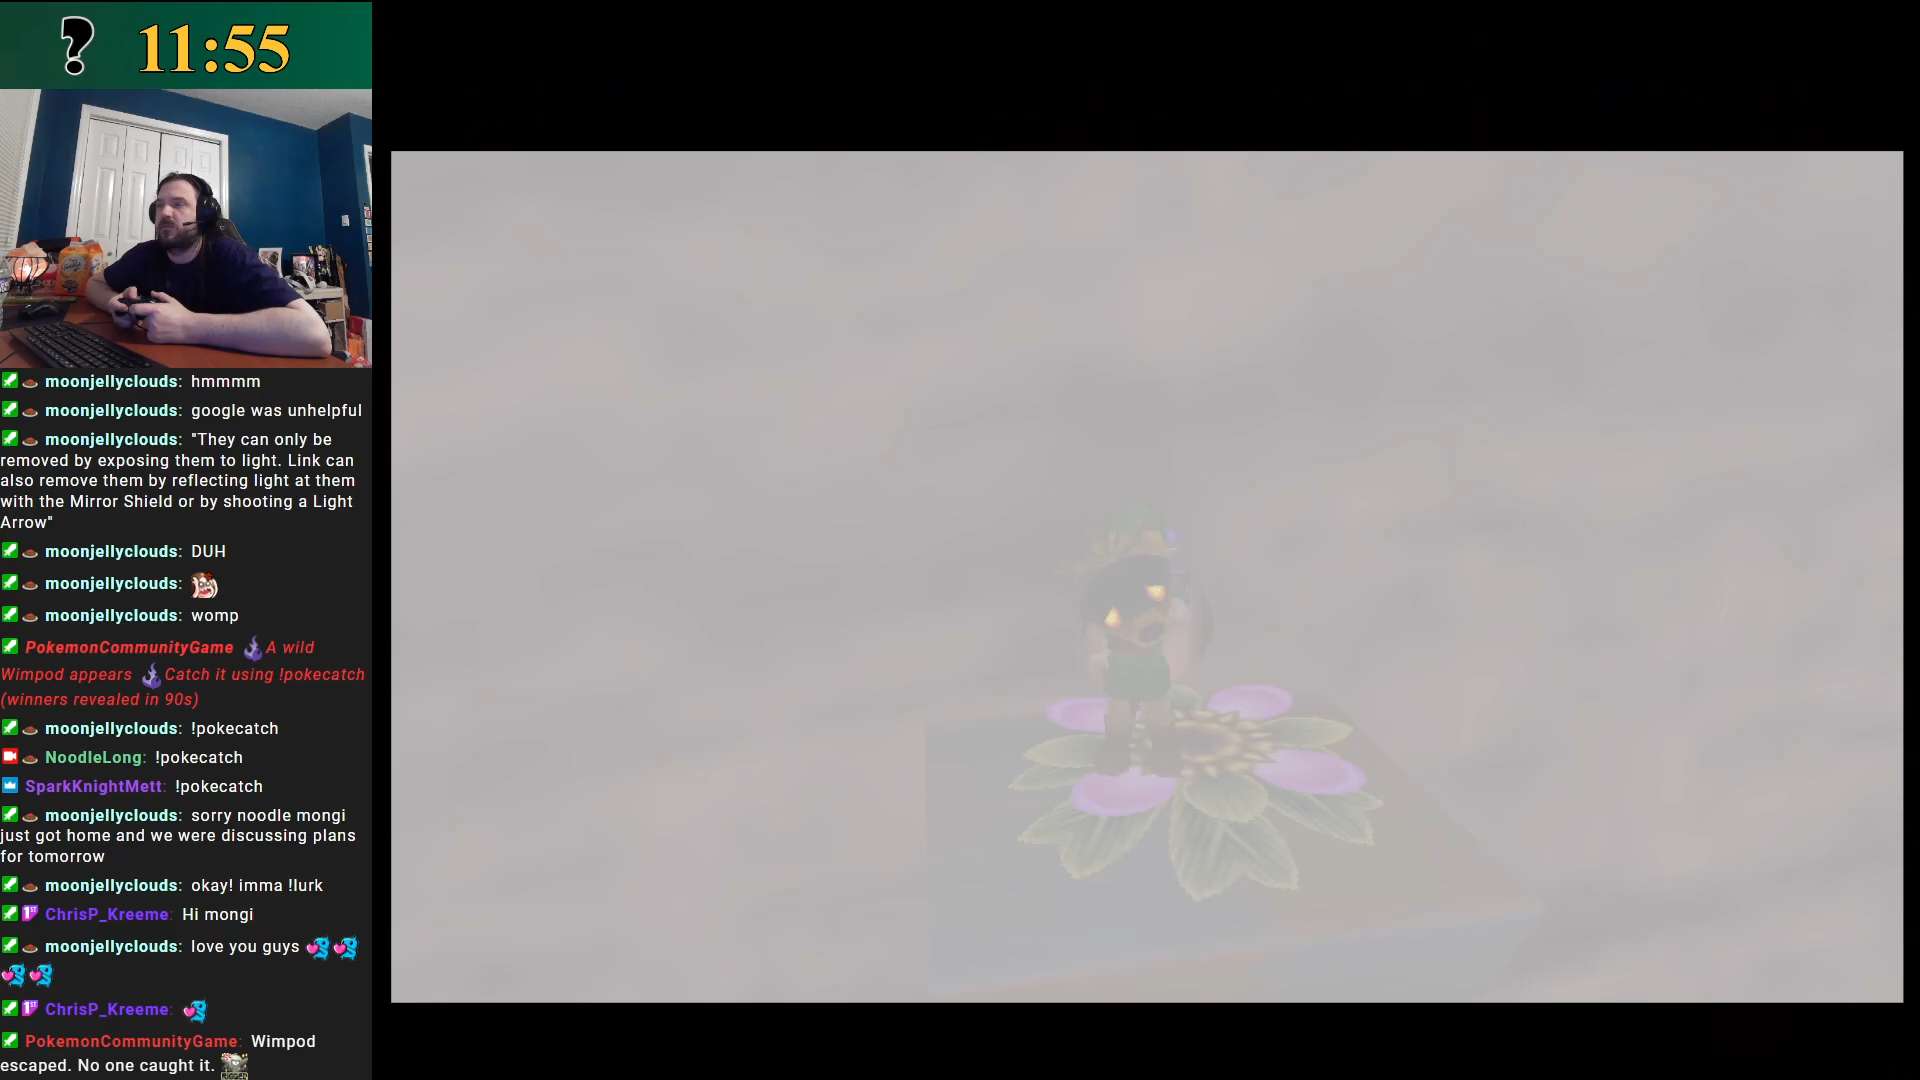 ? 11:55
moonjellyclouds: hmmmm
moonjellyclouds: google was unhelpful
moonjellyclouds: "They can only be
removed by exposing them to light. Link can
also remove them by reflecting light at them
with the Mirror Shield or by shooting a Light
Arrow"
moonjellyclouds: DUH
moonjellyclouds:
moonjellyclouds: womp
PokemonCommunityGame A wild
Wimpod appears Catch it using !pokecatch
(winners revealed in 90s)
moonjellyclouds: !pokecatch
NoodleLong: !pokecatch
SparkKnightMett: !pokecatch
moonjellyclouds: sorry noodle mongi
just got home and we were discussing plans
for tomorrow
moonjellyclouds: okay! imma !lurk
ChrisP_Kreeme: Hi mongi
moonjellyclouds: love you guys
ChrisP_Kreeme:
PokemonCommunityGame: Wimpod
escaped. No one caught it.